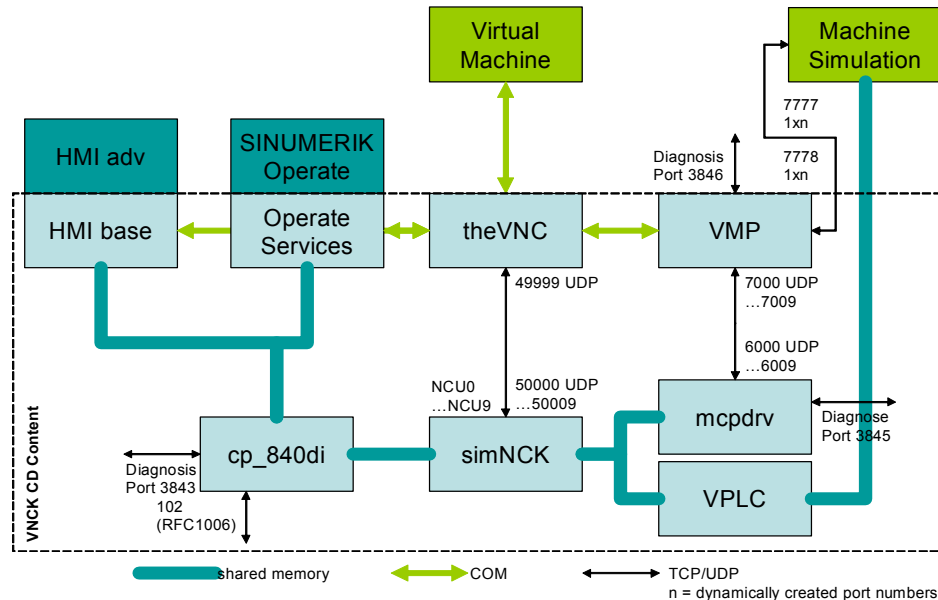 Virtual
Machine
Machine
Simulation
7777
1xn
HMI adv
SINUMERIK
Operate
Diagnosis
Port 3846
7778
1xn
HMI base
Operate
Services
theVNC
VMP
49999 UDP
7000 UDP
...7009
6000 UDP
...6009
NCU0
...NCU9
50000 UDP
...50009
mcpdrv
Diagnose
Port 3845
cp_840di
simNCK
VPLC
Diagnosis
Port 3843
102
(RFC1006)
VNCK CD Content
shared memory
COM
TCP/UDP
n = dynamically created port numbers